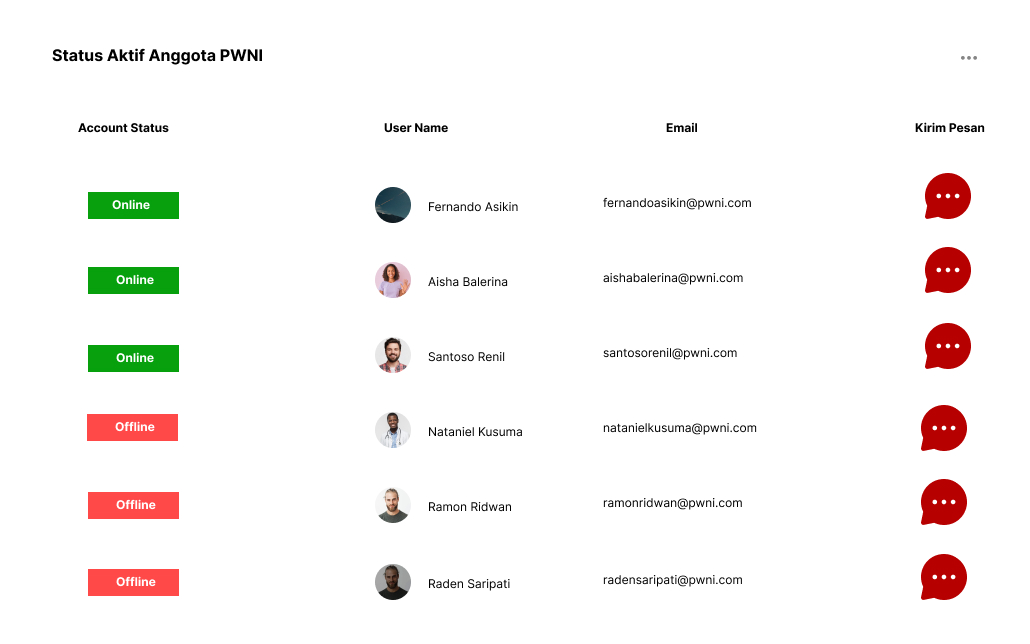 Status Aktif Anggota PWNI
Account Status User Name Email Kirim Pesan
Online Fernando Asikin fernandoasikin@pwni.com
Online Aisha Balerina aishabalerina@pwni.com
Online Santoso Renil santosorenil@pwni.com
Offline Nataniel Kusuma natanielkusuma@pwni.com
Offline Ramon Ridwan ramonridwan@pwni.com
Offline Raden Saripati radensaripati@pwni.com